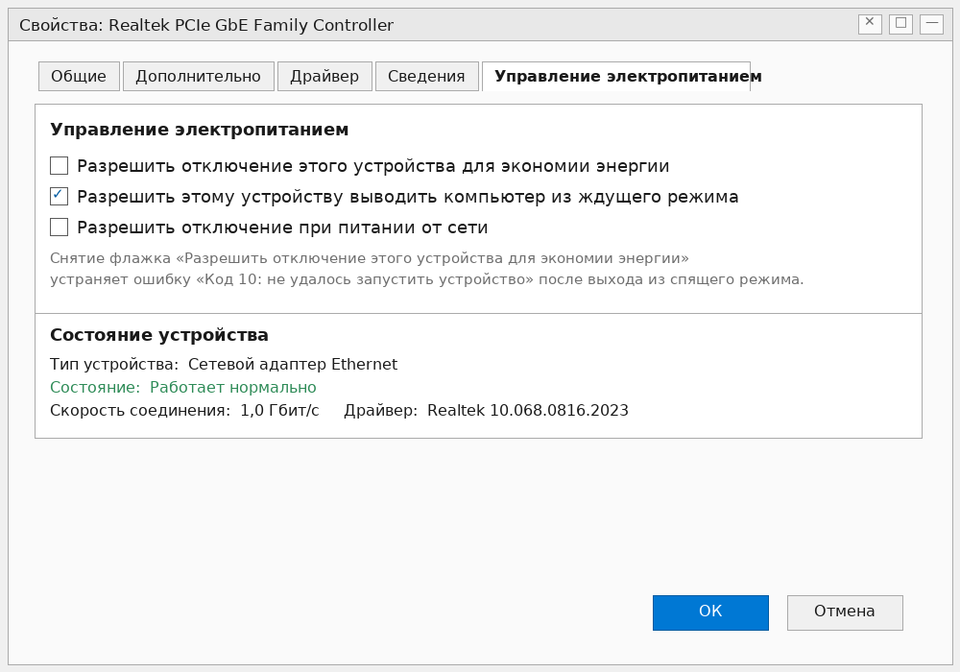 Свойства: Realtek PCIe GbE Family Controller
Общие Дополнительно Драйвер Сведения Управление электропитанием
Управление электропитанием
Разрешить отключение этого устройства для экономии энергии
Разрешить этому устройству выводить компьютер из ждущего режима
Разрешить отключение при питании от сети
Снятие флажка «Разрешить отключение этого устройства для экономии энергии»
устраняет ошибку «Код 10: не удалось запустить устройство» после выхода из спящего режима.
Состояние устройства
Тип устройства: Сетевой адаптер Ethernet
Состояние: Работает нормально
Скорость соединения: 1,0 Гбит/с Драйвер: Realtek 10.068.0816.2023
ОК Отмена